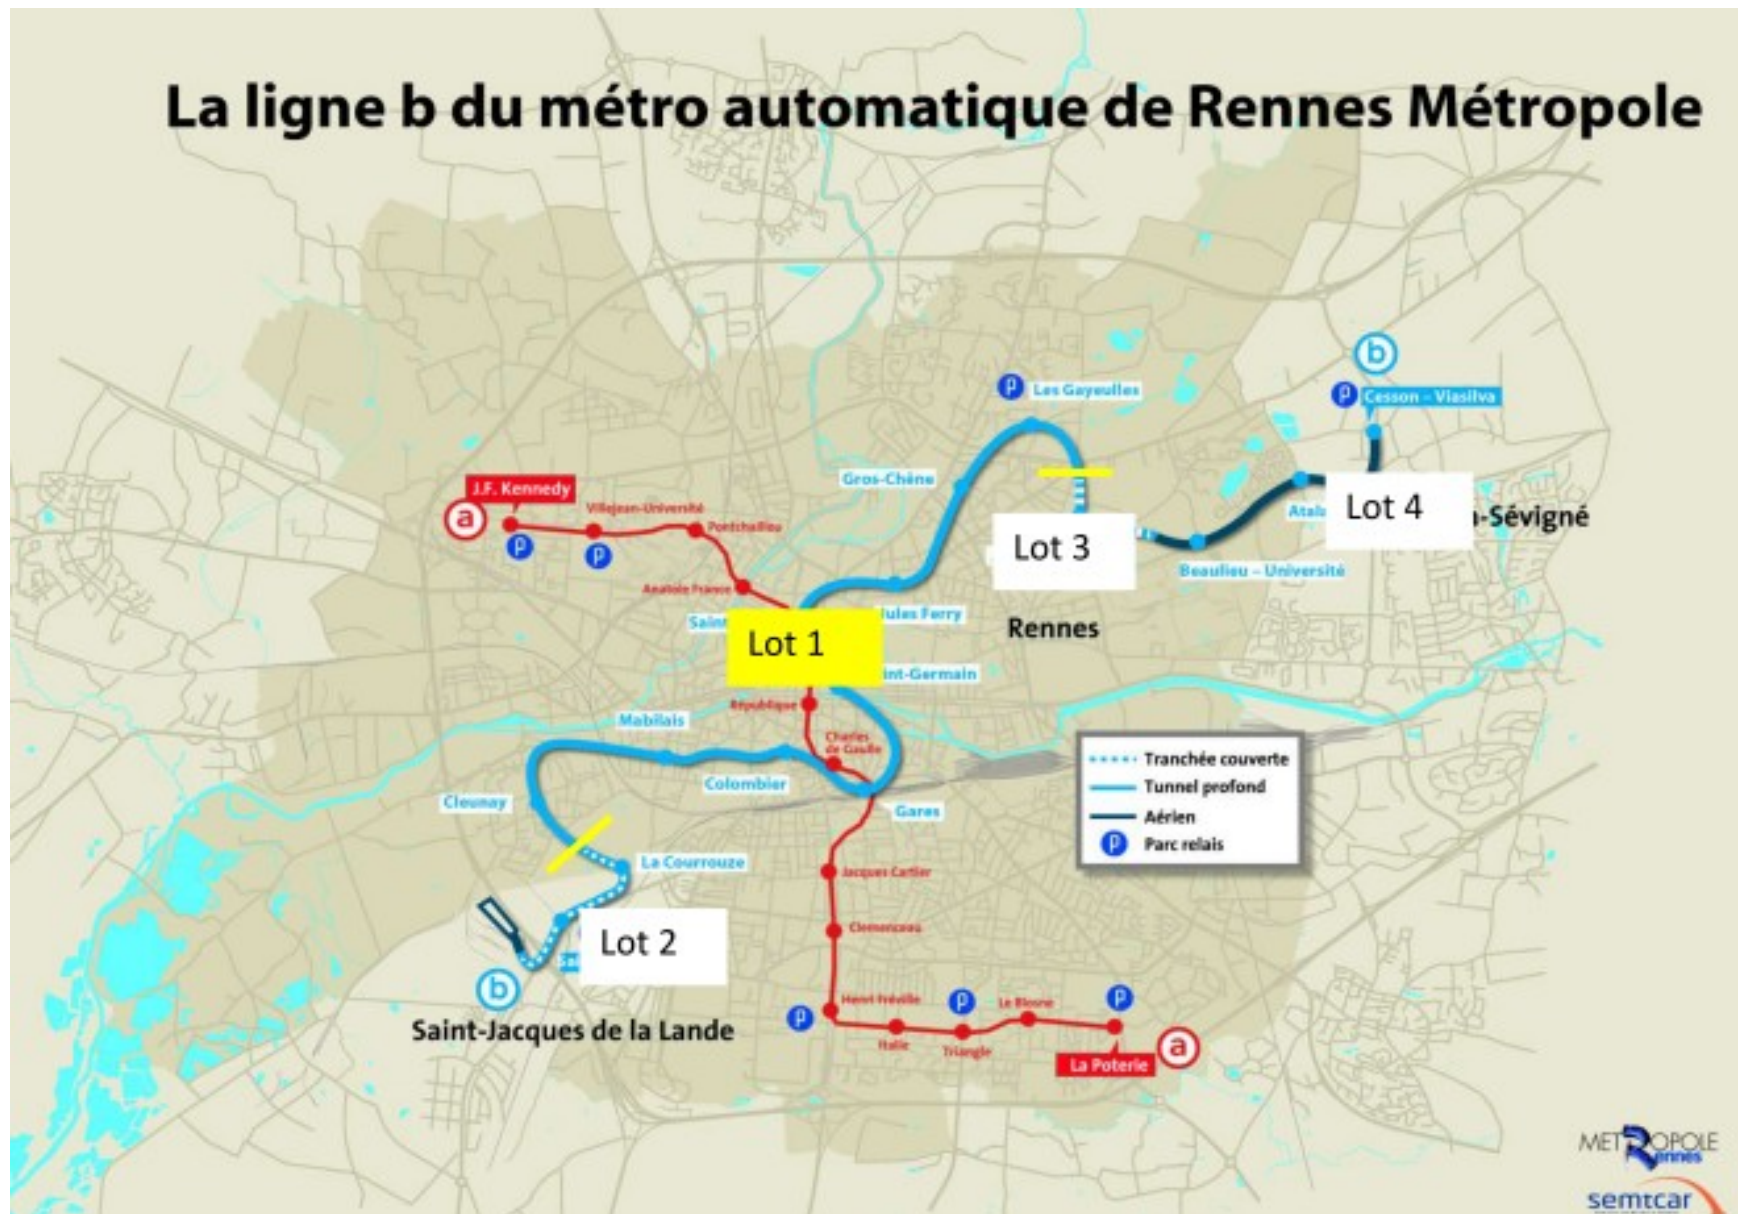 La ligne b du métro automatique de Rennes Métropole
b
P
Cesson – Viasilva
P
Les Gayeulles
Gros-Chêne
J.F. Kennedy
a
Villejean-Université
Pontchaillou
P
P
Lot 4
n-Sévigné
Atal
Lot 3
Beaulieu – Université
Anatole France
Saint
Jules Ferry
Lot 1
Rennes
int-Germain
République
Mabilais
Charles
de Gaulle
Colombier
Cleunay
Gares
Tranchée couverte
Tunnel profond
Aérien
P
Parc relais
La Courrouze
Jacques Cartier
Clemenceau
Lot 2
b
Saint-Jacques de la Lande
P
Henri Fréville
P
Le Blosne
P
Italie
Triangle
La Poterie
a
METROPOLE
Rennes
semtcar